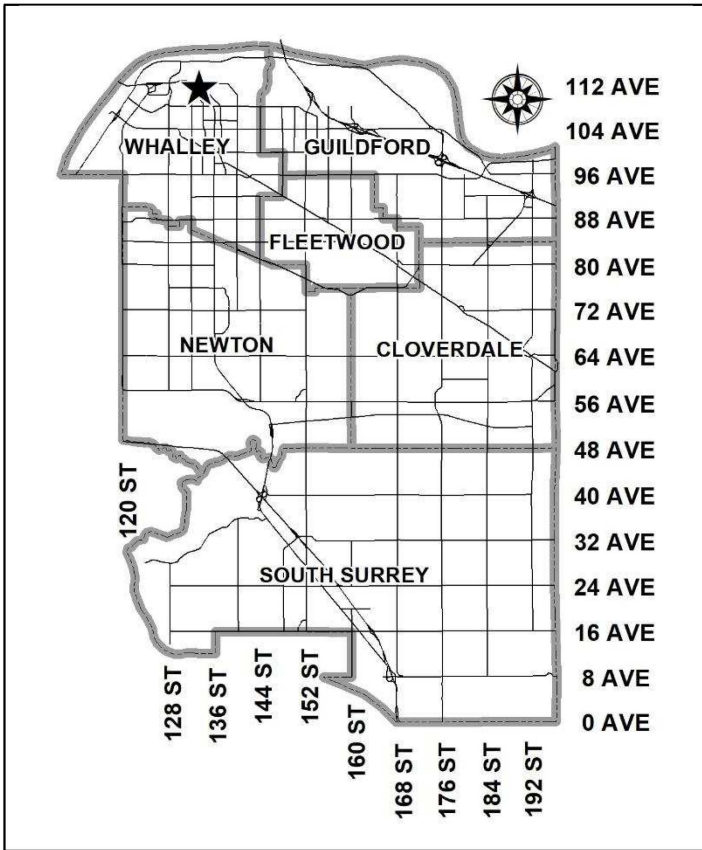 112 AVE
104 AVE
WHALLEY
GUILDFORD
96 AVE
88 AVE
FLEETWOOD
80 AVE
72 AVE
NEWTON
CLOVERDALE
64 AVE
56 AVE
48 AVE
120 ST
40 AVE
32 AVE
SOUTH SURREY
24 AVE
16 AVE
8 AVE
0 AVE
128 ST
136 ST
144 ST
152 ST
160 ST
168 ST
176 ST
184 ST
192 ST